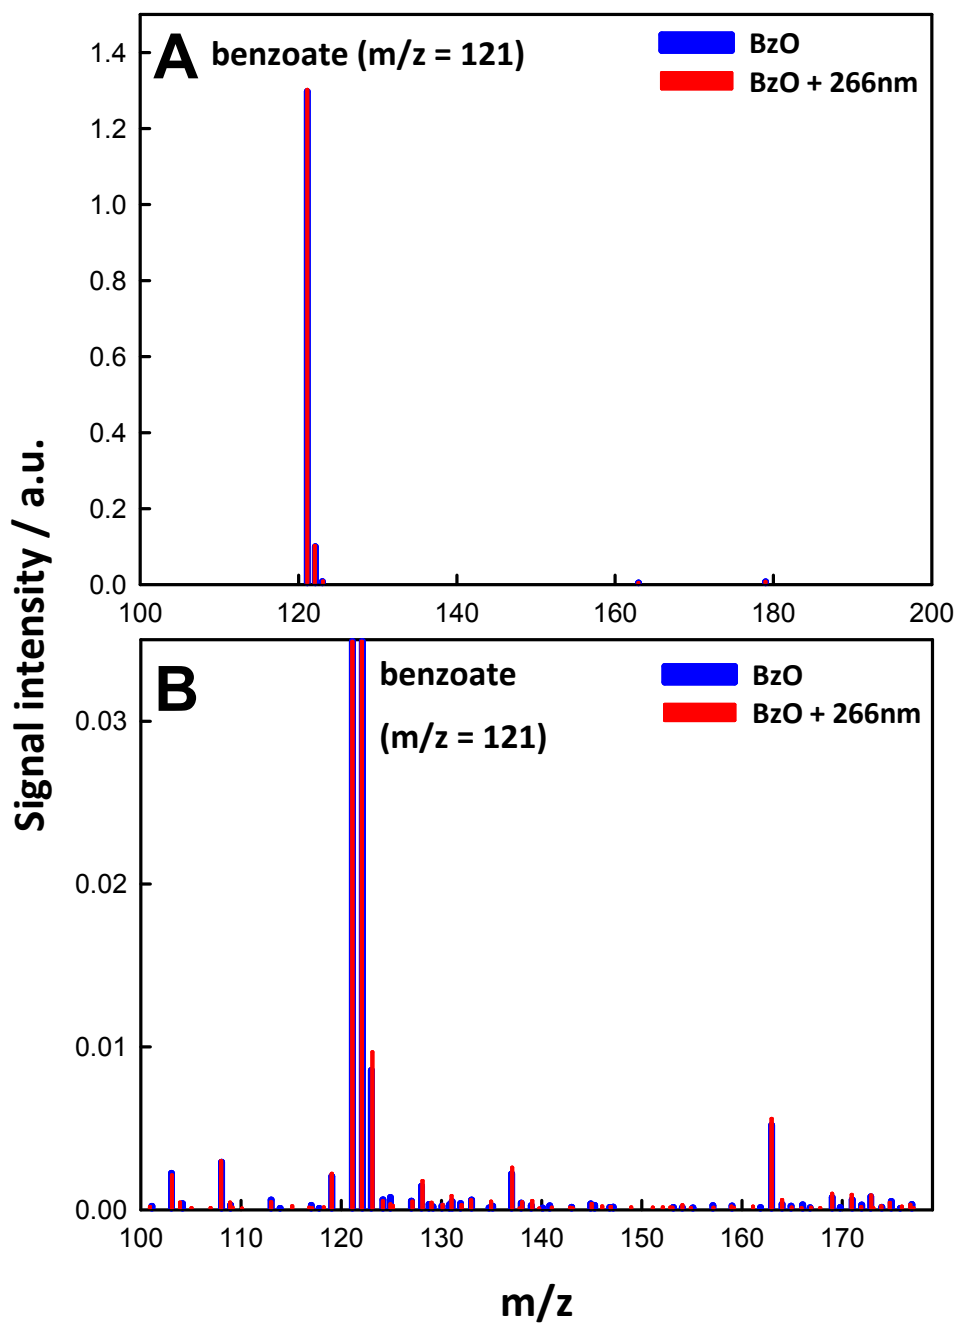 A benzoate (m/z = 121)
BzO
BzO + 266nm
1.4
1.2
1.0
0.8
0.6
0.4
0.2
0.0
100 120 140 160 180 200
Signal intensity / a.u.
B benzoate
(m/z = 121)
BzO
BzO + 266nm
0.03
0.02
0.01
0.00
100 110 120 130 140 150 160 170
m/z